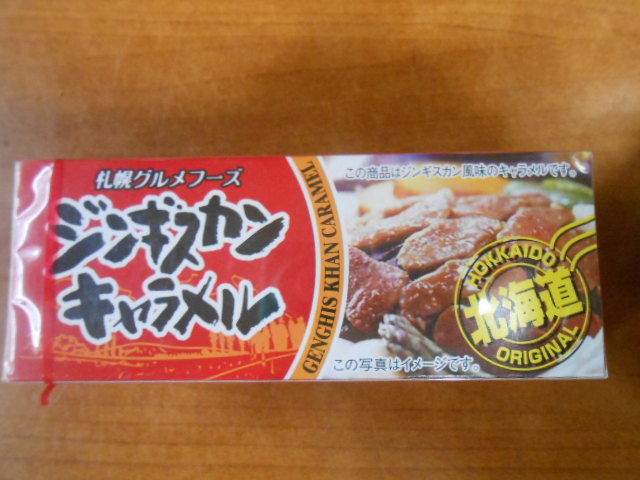 札幌グルメフーズ
ジンギスカン
キャラメル
GENGHIS KHAN CARAMEL
この商品はジンギスカン風味のキャラメルです。
HOKKAIDO
北海道
ORIGINAL
この写真はイメージです。